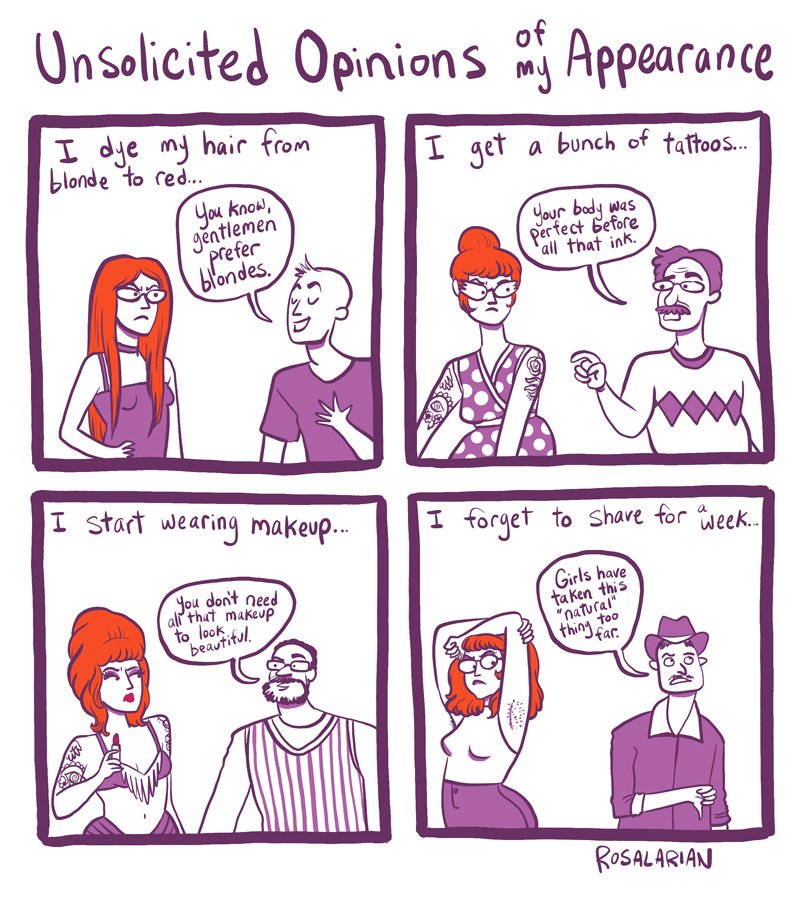 Unsolicited Opinions of my Appearance
I dye my hair from
blonde to red...
You know,
gentlemen
prefer
blondes.
I get a bunch of tattoos...
Your body was
perfect before
all that ink.
I start wearing makeup...
You don't need
all that makeup
to look
beautiful.
I forget to shave for a week...
Girls have
taken this
"natural"
thing too
far.
ROSALARIAN